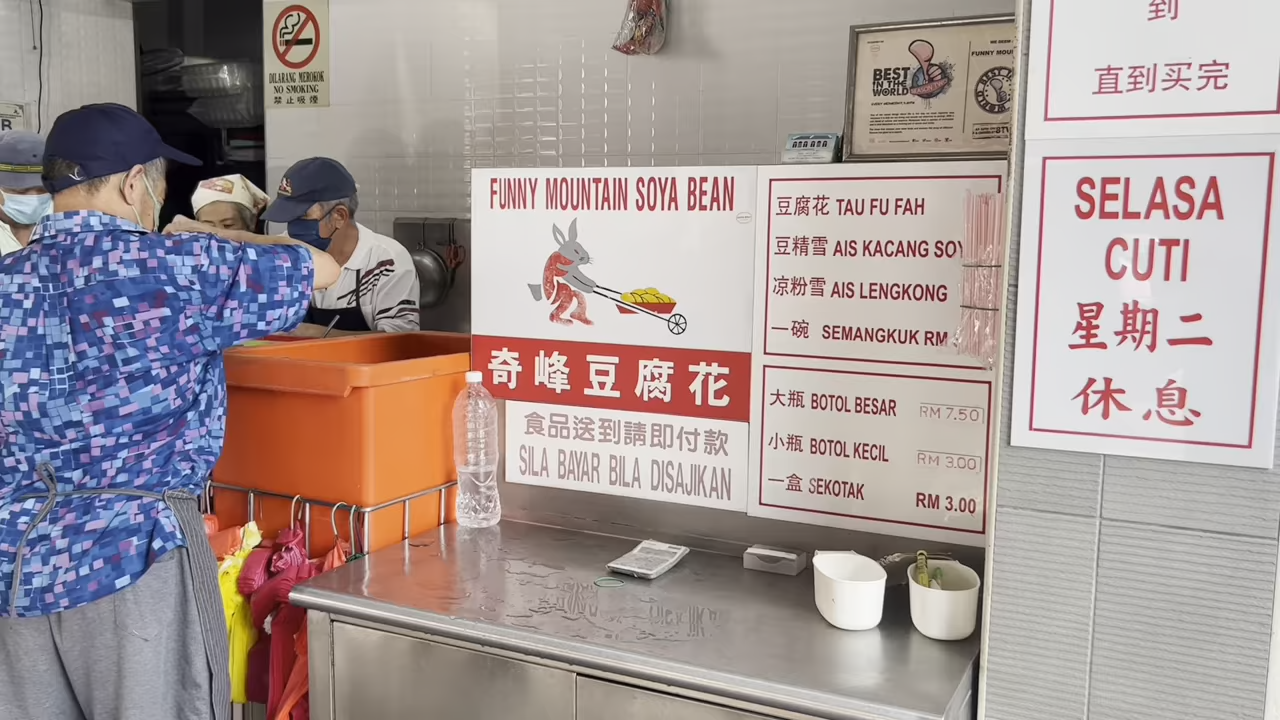 DILARANG MEROKOK
NO SMOKING
禁止吸烟
BEST
IN THE
WORLD
FUNNY MOUNTAIN SOYA BEAN
奇峰豆腐花
食品送到請即付款
SILA BAYAR BILA DISAJIKAN
豆腐花 TAU FU FAH
豆精雪 AIS KACANG SOY
凉粉雪 AIS LENGKONG
一碗 SEMANGKUK RM
大瓶 BOTOL BESAR RM 7.50
小瓶 BOTOL KECIL RM 3.00
一盒 SEKOTAK RM 3.00
到
直到买完
SELASA
CUTI
星期二
休息